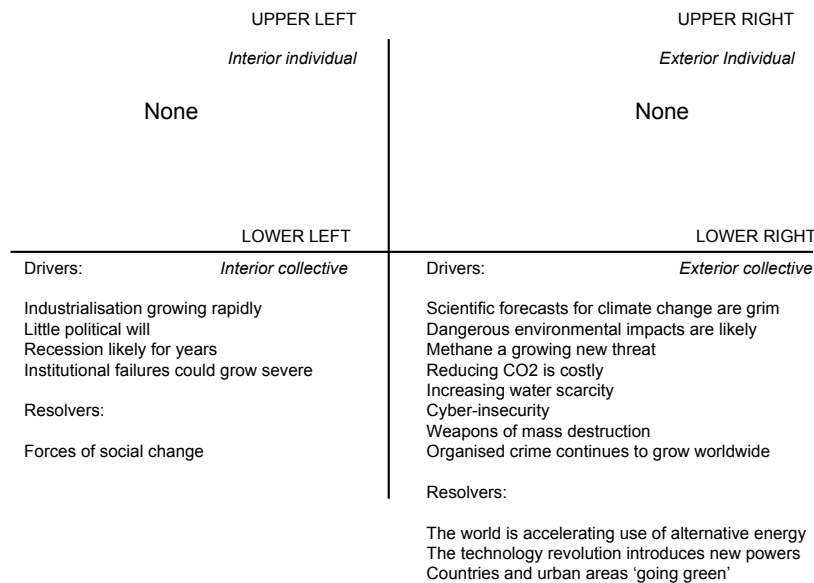 UPPER LEFT
Interior individual
None
UPPER RIGHT
Exterior Individual
None
LOWER LEFT
Drivers: Interior collective
Industrialisation growing rapidly
Little political will
Recession likely for years
Institutional failures could grow severe
Resolvers:
Forces of social change
LOWER RIGHT
Drivers: Exterior collective
Scientific forecasts for climate change are grim
Dangerous environmental impacts are likely
Methane a growing new threat
Reducing CO2 is costly
Increasing water scarcity
Cyber-insecurity
Weapons of mass destruction
Organised crime continues to grow worldwide
Resolvers:
The world is accelerating use of alternative energy
The technology revolution introduces new powers
Countries and urban areas ‘going green’